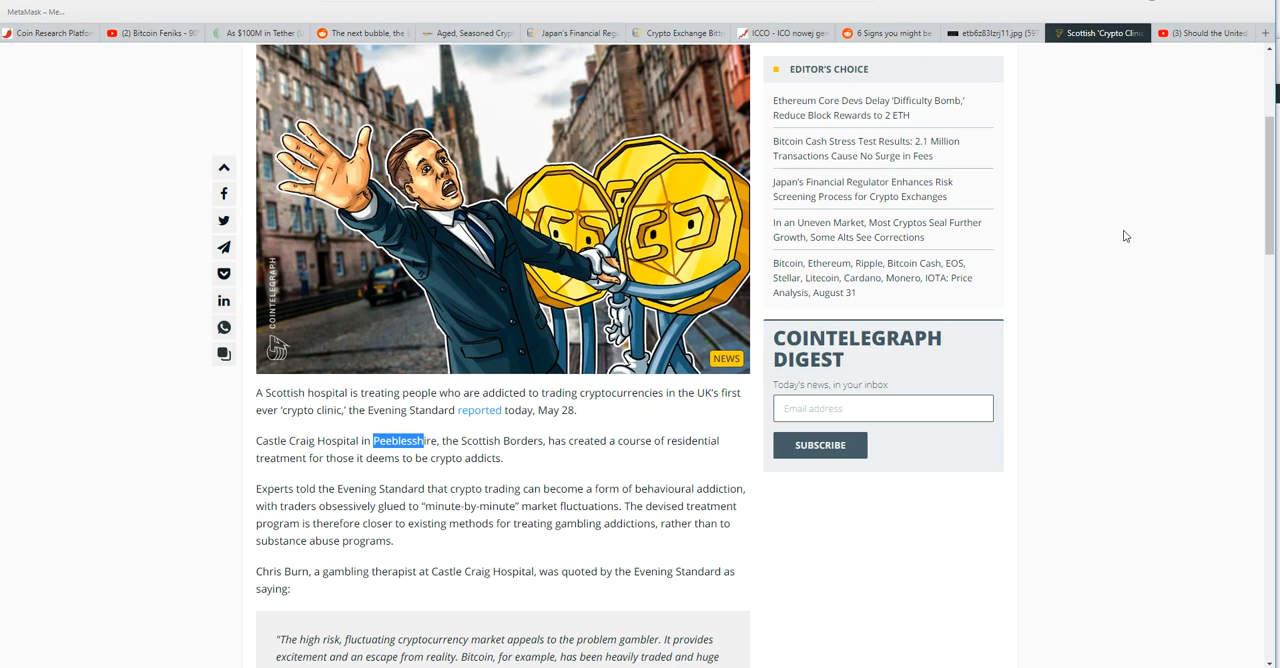 MetaMask – Me...
Coin Research Platfor
(2) Bitcoin Feniks - 90
As $100M in Tether (U
The next bubble, the
Aged, Seasoned Cryp
Japan's Financial Regu
Crypto Exchange Bitt
ICCO - ICO nowej gen
6 Signs you might be
etb6z83lzrj11.jpg (59
Scottish 'Crypto Clinic
(3) Should the United
COINTELEGRAPH
NEWS
A Scottish hospital is treating people who are addicted to trading cryptocurrencies in the UK's first
ever 'crypto clinic,' the Evening Standard reported today, May 28.
Castle Craig Hospital in Peeblesshire, the Scottish Borders, has created a course of residential
treatment for those it deems to be crypto addicts.
Experts told the Evening Standard that crypto trading can become a form of behavioural addiction,
with traders obsessively glued to “minute-by-minute” market fluctuations. The devised treatment
program is therefore closer to existing methods for treating gambling addictions, rather than to
substance abuse programs.
Chris Burn, a gambling therapist at Castle Craig Hospital, was quoted by the Evening Standard as
saying:
"The high risk, fluctuating cryptocurrency market appeals to the problem gambler. It provides
excitement and an escape from reality. Bitcoin, for example, has been heavily traded and huge
EDITOR'S CHOICE
Ethereum Core Devs Delay ‘Difficulty Bomb,’
Reduce Block Rewards to 2 ETH
Bitcoin Cash Stress Test Results: 2.1 Million
Transactions Cause No Surge in Fees
Japan's Financial Regulator Enhances Risk
Screening Process for Crypto Exchanges
In an Uneven Market, Most Cryptos Seal Further
Growth, Some Alts See Corrections
Bitcoin, Ethereum, Ripple, Bitcoin Cash, EOS,
Stellar, Litecoin, Cardano, Monero, IOTA: Price
Analysis, August 31
COINTELEGRAPH
DIGEST
Today's news, in your inbox
Email address
SUBSCRIBE